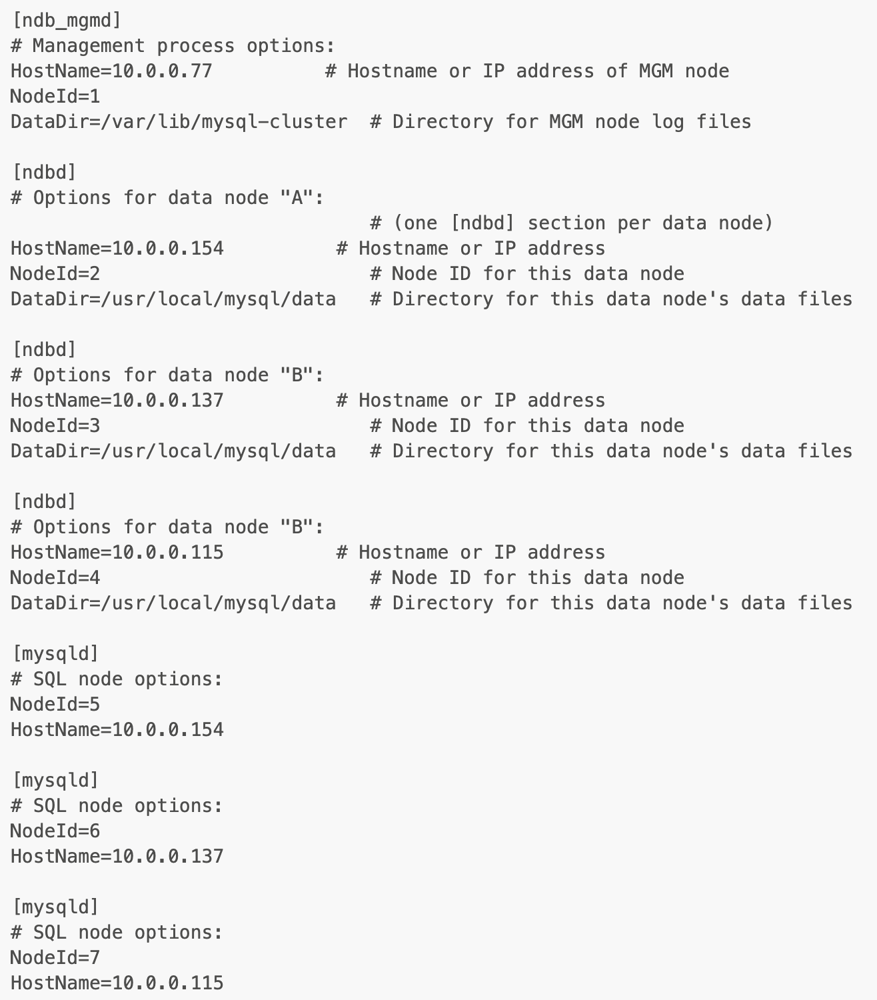 [ndb_mgmd]
# Management process options:
HostName=10.0.0.77          # Hostname or IP address of MGM node
NodeId=1
DataDir=/var/lib/mysql-cluster  # Directory for MGM node log files

[ndbd]
# Options for data node "A":
                                # (one [ndbd] section per data node)
HostName=10.0.0.154          # Hostname or IP address
NodeId=2                        # Node ID for this data node
DataDir=/usr/local/mysql/data   # Directory for this data node's data files

[ndbd]
# Options for data node "B":
HostName=10.0.0.137          # Hostname or IP address
NodeId=3                        # Node ID for this data node
DataDir=/usr/local/mysql/data   # Directory for this data node's data files

[ndbd]
# Options for data node "B":
HostName=10.0.0.115          # Hostname or IP address
NodeId=4                        # Node ID for this data node
DataDir=/usr/local/mysql/data   # Directory for this data node's data files

[mysqld]
# SQL node options:
NodeId=5
HostName=10.0.0.154

[mysqld]
# SQL node options:
NodeId=6
HostName=10.0.0.137

[mysqld]
# SQL node options:
NodeId=7
HostName=10.0.0.115